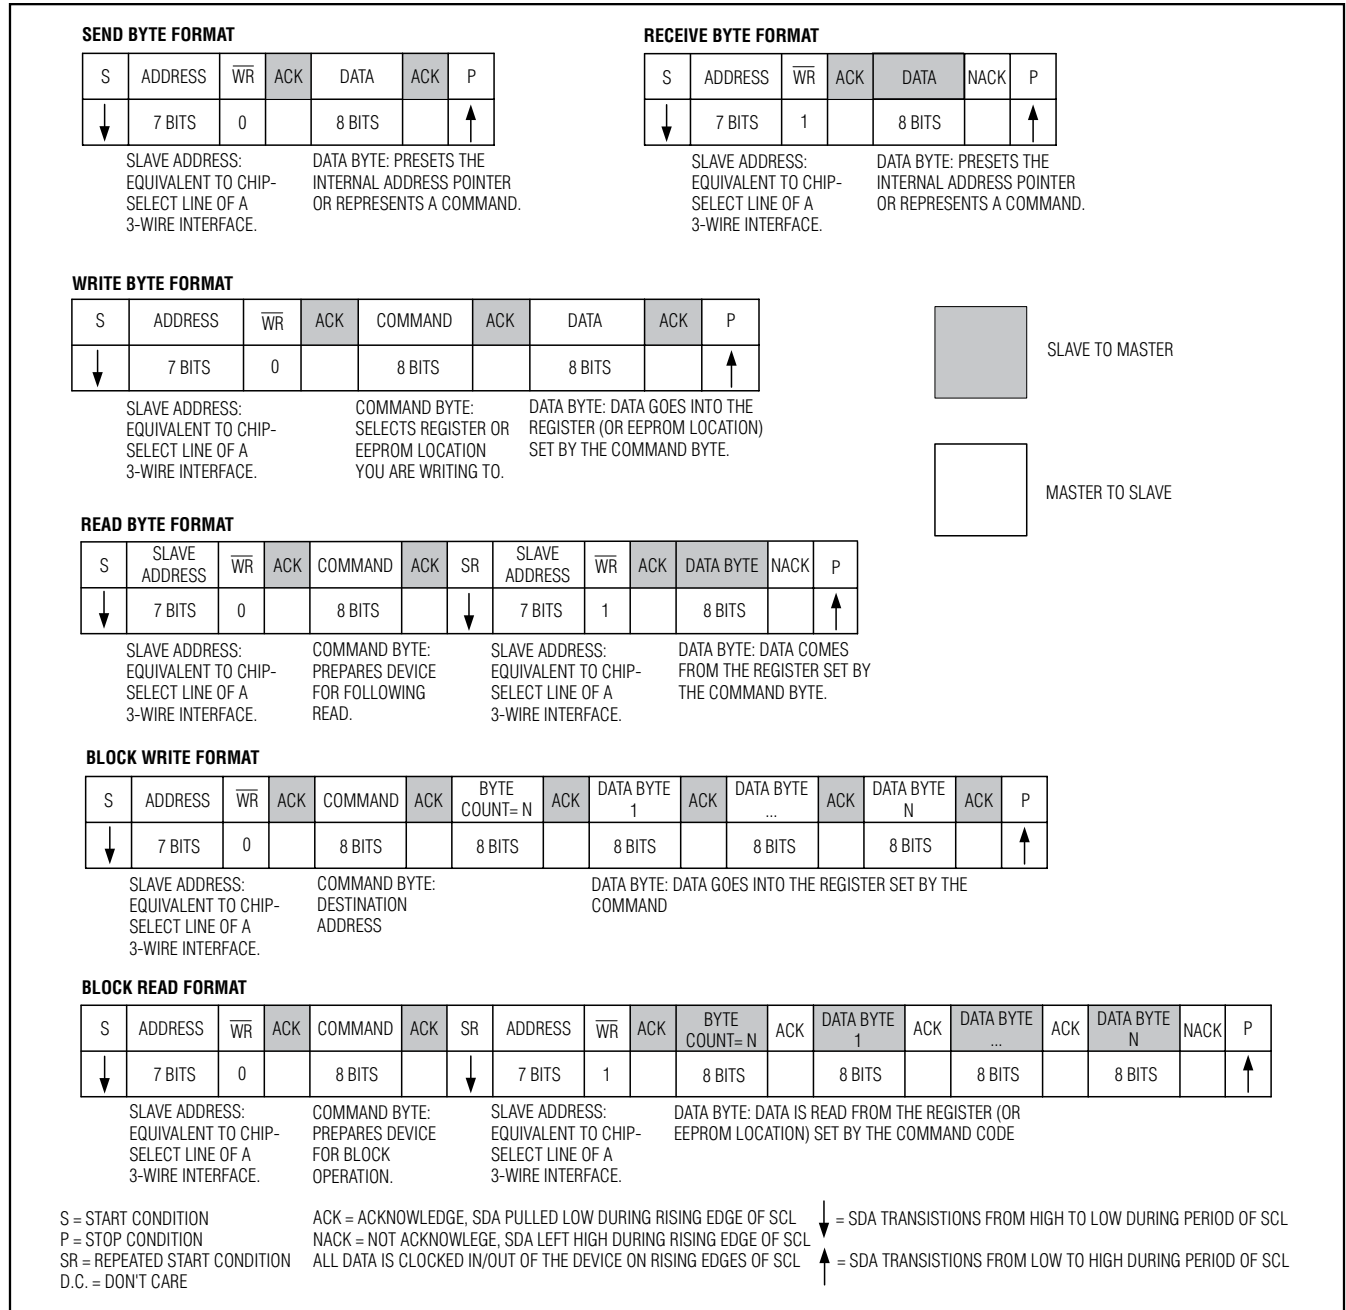 SEND BYTE FORMAT
S ADDRESS WR ACK DATA ACK P
7 BITS 0 8 BITS
SLAVE ADDRESS:
EQUIVALENT TO CHIP-
SELECT LINE OF A
3-WIRE INTERFACE.
DATA BYTE: PRESETS THE
INTERNAL ADDRESS POINTER
OR REPRESENTS A COMMAND.
RECEIVE BYTE FORMAT
S ADDRESS WR ACK DATA NACK P
7 BITS 1 8 BITS
SLAVE ADDRESS:
EQUIVALENT TO CHIP-
SELECT LINE OF A
3-WIRE INTERFACE.
DATA BYTE: PRESETS THE
INTERNAL ADDRESS POINTER
OR REPRESENTS A COMMAND.
WRITE BYTE FORMAT
S ADDRESS WR ACK COMMAND ACK DATA ACK P
7 BITS 0 8 BITS 8 BITS
SLAVE ADDRESS:
EQUIVALENT TO CHIP-
SELECT LINE OF A
3-WIRE INTERFACE.
COMMAND BYTE:
SELECTS REGISTER OR
EEPROM LOCATION
YOU ARE WRITING TO.
DATA BYTE: DATA GOES INTO THE
REGISTER (OR EEPROM LOCATION)
SET BY THE COMMAND BYTE.
SLAVE TO MASTER
MASTER TO SLAVE
READ BYTE FORMAT
S SLAVE ADDRESS WR ACK COMMAND ACK SR SLAVE ADDRESS WR ACK DATA BYTE NACK P
7 BITS 0 8 BITS 7 BITS 1 8 BITS
SLAVE ADDRESS:
EQUIVALENT TO CHIP-
SELECT LINE OF A
3-WIRE INTERFACE.
COMMAND BYTE:
PREPARES DEVICE
FOR FOLLOWING
READ.
SLAVE ADDRESS:
EQUIVALENT TO CHIP-
SELECT LINE OF A
3-WIRE INTERFACE.
DATA BYTE: DATA COMES
FROM THE REGISTER SET BY
THE COMMAND BYTE.
BLOCK WRITE FORMAT
S ADDRESS WR ACK COMMAND ACK BYTE COUNT= N ACK DATA BYTE 1 ACK DATA BYTE ... ACK DATA BYTE N ACK P
7 BITS 0 8 BITS 8 BITS 8 BITS 8 BITS 8 BITS
SLAVE ADDRESS:
EQUIVALENT TO CHIP-
SELECT LINE OF A
3-WIRE INTERFACE.
COMMAND BYTE:
DESTINATION
ADDRESS
DATA BYTE: DATA GOES INTO THE REGISTER SET BY THE
COMMAND
BLOCK READ FORMAT
S ADDRESS WR ACK COMMAND ACK SR ADDRESS WR ACK BYTE COUNT= N ACK DATA BYTE 1 ACK DATA BYTE ... ACK DATA BYTE N NACK P
7 BITS 0 8 BITS 7 BITS 1 8 BITS 8 BITS 8 BITS 8 BITS
SLAVE ADDRESS:
EQUIVALENT TO CHIP-
SELECT LINE OF A
3-WIRE INTERFACE.
COMMAND BYTE:
PREPARES DEVICE
FOR BLOCK
OPERATION.
SLAVE ADDRESS:
EQUIVALENT TO CHIP-
SELECT LINE OF A
3-WIRE INTERFACE.
DATA BYTE: DATA IS READ FROM THE REGISTER (OR
EEPROM LOCATION) SET BY THE COMMAND CODE
S = START CONDITION
P = STOP CONDITION
SR = REPEATED START CONDITION
D.C. = DON'T CARE
ACK = ACKNOWLEDGE, SDA PULLED LOW DURING RISING EDGE OF SCL
NACK = NOT ACKNOWLEGE, SDA LEFT HIGH DURING RISING EDGE OF SCL
ALL DATA IS CLOCKED IN/OUT OF THE DEVICE ON RISING EDGES OF SCL
= SDA TRANSISTIONS FROM HIGH TO LOW DURING PERIOD OF SCL
= SDA TRANSISTIONS FROM LOW TO HIGH DURING PERIOD OF SCL